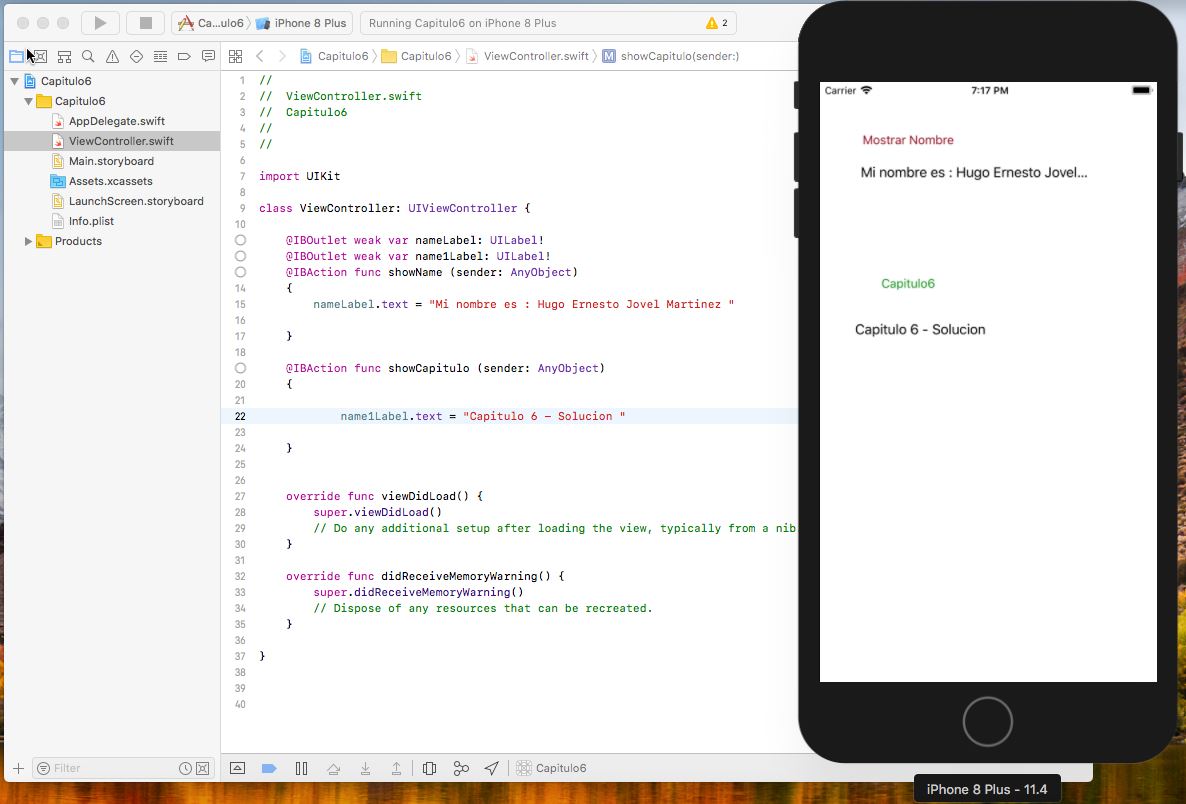 Ca...ulo6 〉 iPhone 8 Plus
Running Capitulo6 on iPhone 8 Plus
2
Capitulo6 〉 Capitulo6 〉 ViewController.swift 〉 M showCapitulo(sender:)
Capitulo6
Capitulo6
AppDelegate.swift
ViewController.swift
Main.storyboard
Assets.xcassets
LaunchScreen.storyboard
Info.plist
Products
Filter
1 //
2 //  ViewController.swift
3 //  Capitulo6
4 //
5 //
6
7 import UIKit
8
9 class ViewController: UIViewController {
10
@IBOutlet weak var nameLabel: UILabel!
@IBOutlet weak var name1Label: UILabel!
@IBAction func showName (sender: AnyObject)
14 {
15 nameLabel.text = "Mi nombre es : Hugo Ernesto Jovel Martinez "
16
17 }
18
@IBAction func showCapitulo (sender: AnyObject)
20 {
21
22 name1Label.text = "Capitulo 6 - Solucion "
23
24 }
25
26
27 override func viewDidLoad() {
28 super.viewDidLoad()
29 // Do any additional setup after loading the view, typically from a nib
30 }
31
32 override func didReceiveMemoryWarning() {
33 super.didReceiveMemoryWarning()
34 // Dispose of any resources that can be recreated.
35 }
36
37 }
38
39
40
Capitulo6
Carrier 7:17 PM
Mostrar Nombre
Mi nombre es : Hugo Ernesto Jovel...
Capitulo6
Capitulo 6 - Solucion
iPhone 8 Plus - 11.4